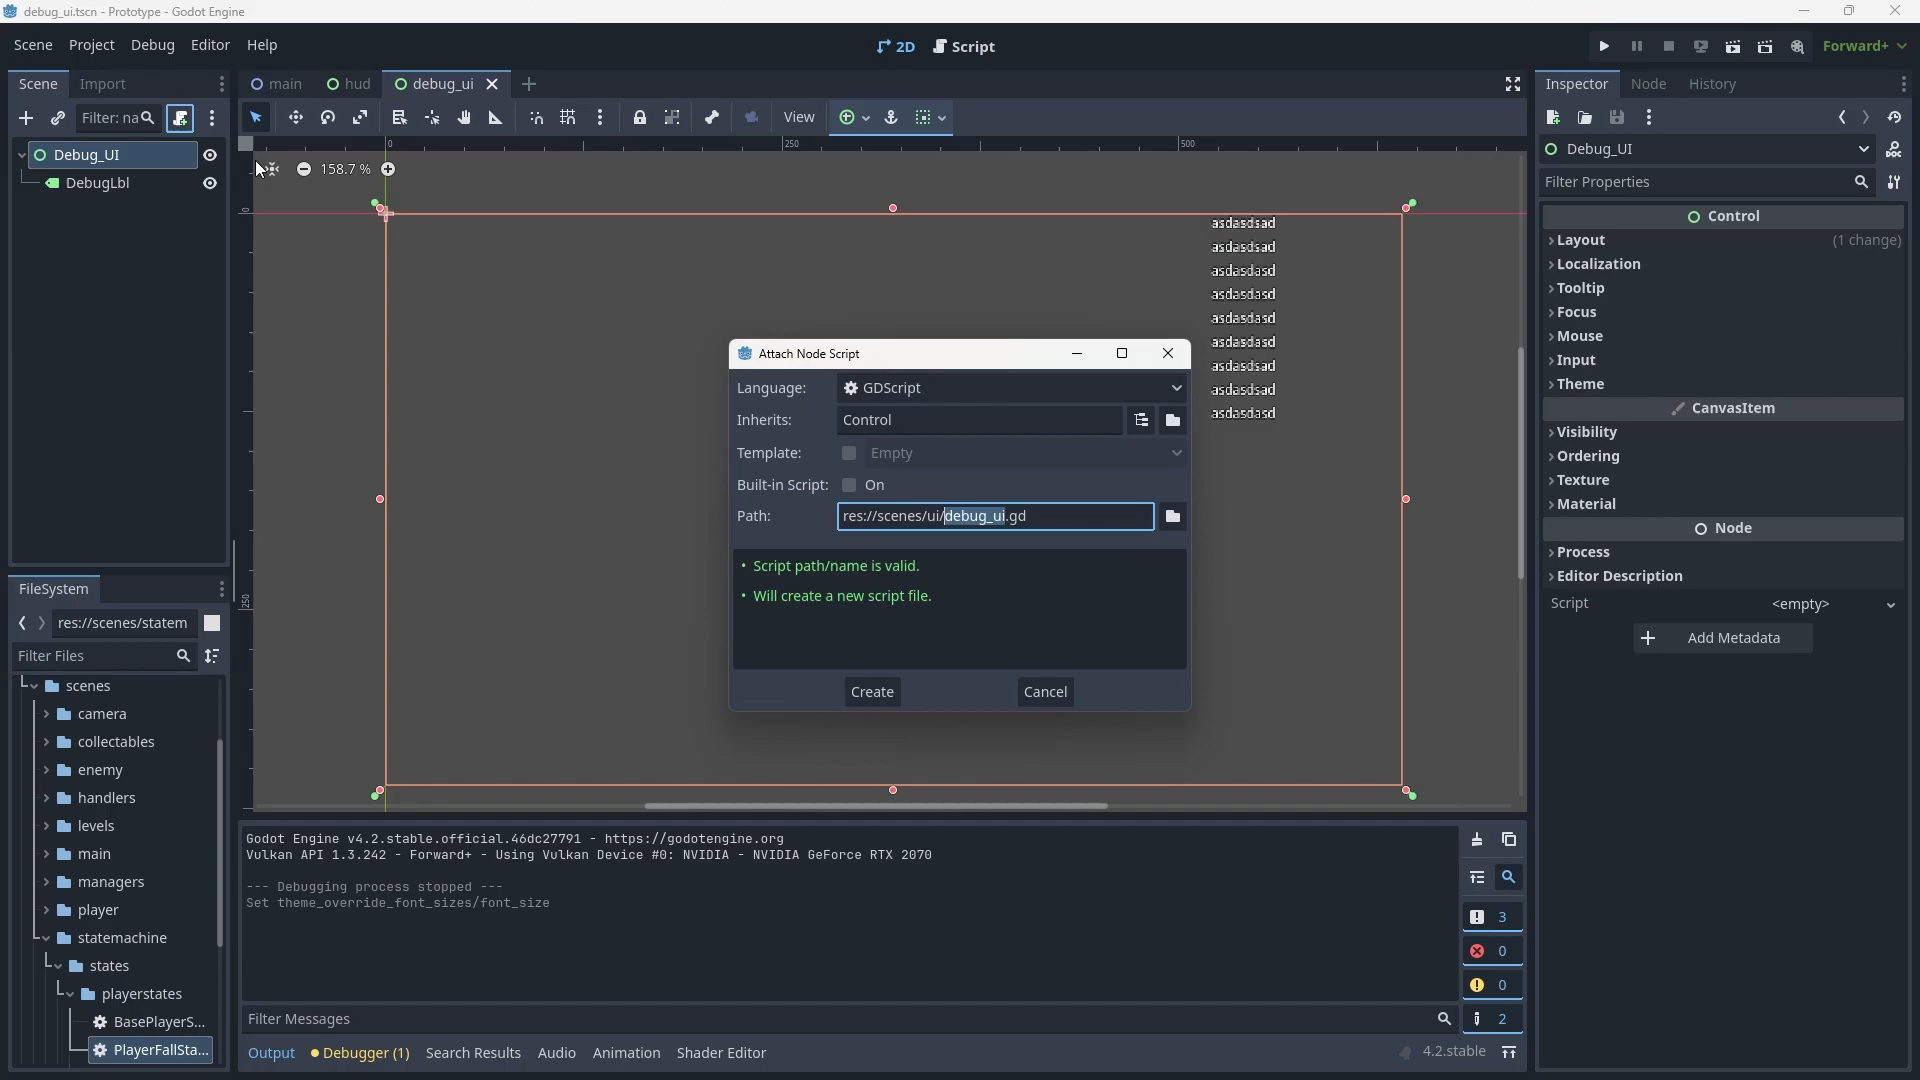 debug_ui.tscn - Prototype - Godot Engine
Scene Project Debug Editor Help
2D Script
Forward+
Scene Import
main hud debug_ui
Inspector Node History
Filter: na
View
Debug_UI
DebugLbl
158.7 %
0 250 500
0
250
asdasdsad
asdasdsad
asdasdasd
asdasdasd
asdasdasd
asdasdasd
asdasdsad
asdasdasd
asdasdasd
Attach Node Script
Language: GDScript
Inherits: Control
Template: Empty
Built-in Script: On
Path: res://scenes/ui/debug_ui.gd
• Script path/name is valid.
• Will create a new script file.
Create Cancel
Debug_UI
Filter Properties
Control
Layout (1 change)
Localization
Tooltip
Focus
Mouse
Input
Theme
CanvasItem
Visibility
Ordering
Texture
Material
Node
Process
Editor Description
Script <empty>
Add Metadata
FileSystem
res://scenes/statem
Filter Files
scenes
camera
collectables
enemy
handlers
levels
main
managers
player
statemachine
states
playerstates
BasePlayerS...
PlayerFallSta...
Godot Engine v4.2.stable.official.46dc27791 - https://godotengine.org
Vulkan API 1.3.242 - Forward+ - Using Vulkan Device #0: NVIDIA - NVIDIA GeForce RTX 2070
--- Debugging process stopped ---
Set theme_override_font_sizes/font_size
3
0
0
2
Filter Messages
Output Debugger (1) Search Results Audio Animation Shader Editor
4.2.stable